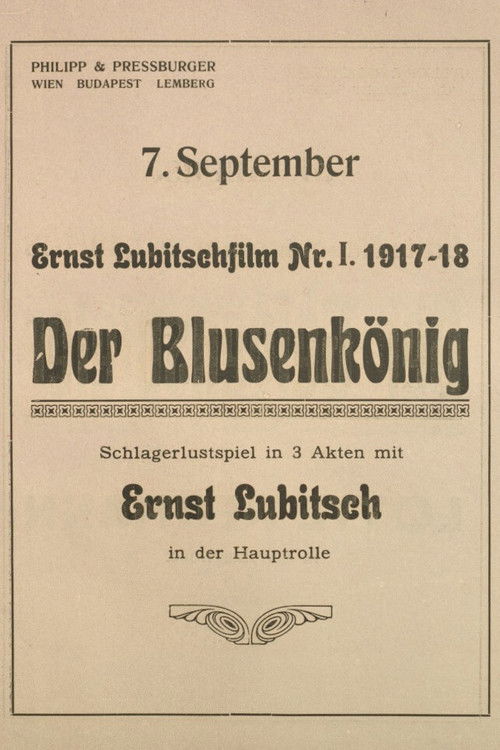 PHILIPP & PRESSBURGER
WIEN BUDAPEST LEMBERG
7. September
Ernst Lubitschfilm Nr. I. 1917-18
Der Blusenkönig
Schlagerlustspiel in 3 Akten mit
Ernst Lubitsch
in der Hauptrolle